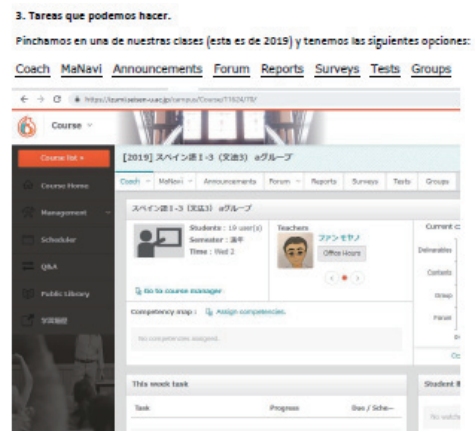 3. Tareas que podemos hacer.
Pinchamos en una de nuestras clases (esta es de 2019) y tenemos las siguientes opciones:
Coach MaNavi Announcements Forum Reports Surveys Tests Groups
Course
Course list
[2019] スペイン語I-3 (文法3) aグループ
Coach MaNavi Announcements Forum Reports Surveys Tests Groups
Course Home
Management
Scheduler
Q&A
Public Library
スペイン語I-3 (文法3) aグループ
Students : 19 user(s)
Semester : 通年
Time : Wed 2
Teachers
ファン モヤノ
Office Hours
Go to course manager
Competency map : Assign competencies.
No competencies assigned.
Current
Deliverables
Contents
Group
Forum
This week task
Student
Task Progress Due / Sche--